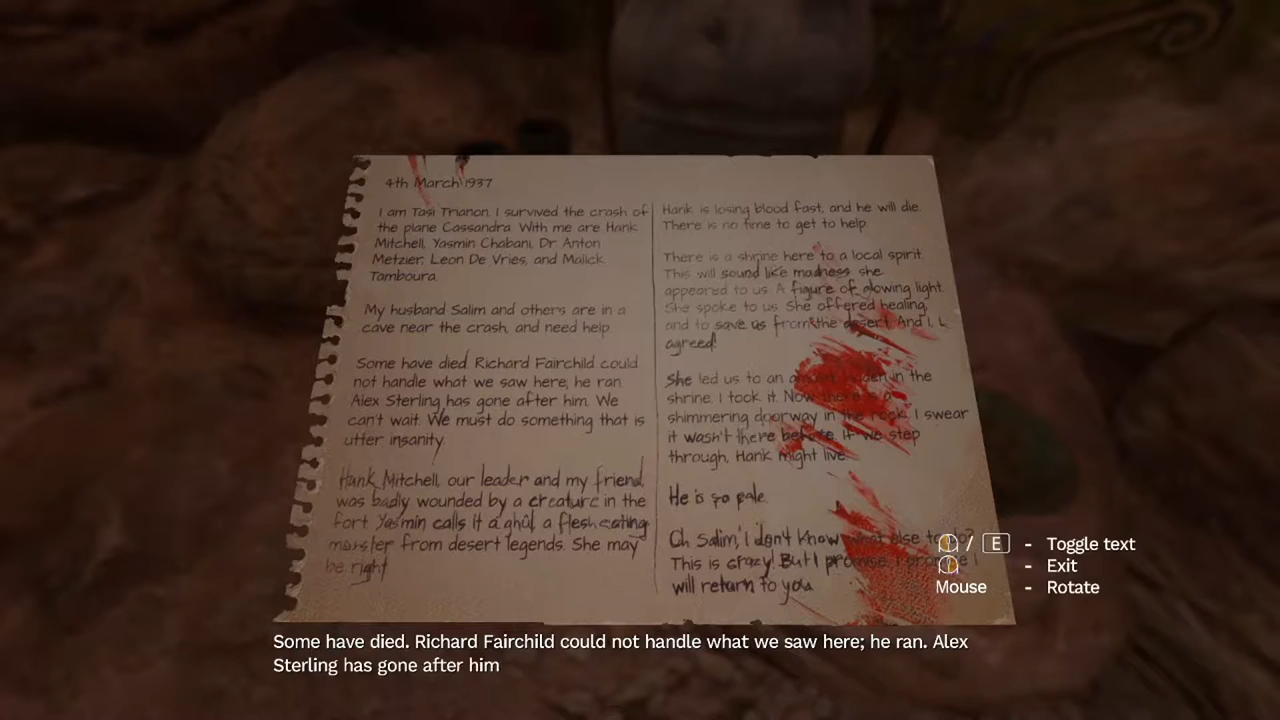 4th March 1937
I am Tasi Trianon. I survived the crash of
the plane Cassandra. With me are Hank
Mitchell, Yasmin Chabani, Dr Anton
Metzier, Leon De Vries, and Malick
Tamboura.
My husband Salim and others are in a
cave near the crash, and need help.
Some have died. Richard Fairchild could
not handle what we saw here; he ran.
Alex Sterling has gone after him. We
can't wait. We must do something that is
utter insanity.
Hank Mitchell, our leader and my friend,
was badly wounded by a creature in the
fort. Yasmin calls it a ghūl, a flesh-eating
monster from desert legends. She may
be right.
Hank is losing blood fast, and he will die.
There is no time to get to help.
There is a shrine here to a local spirit.
This will sound like madness she
appeared to us. A figure of glowing light.
She spoke to us. She offered healing,
and to save us from the desert. And I, I,
agreed!
She led us to an hidden in the
shrine. I took it. Now there is a
shimmering doorway in the rock. I swear
it wasn't there before. If we step
through, Hank might live.
He is so pale.
Oh Salim, I don't know what else to do?
This is crazy! But I promise, I promise I
will return to you.
/ E - Toggle text
- Exit
Mouse - Rotate
Some have died. Richard Fairchild could not handle what we saw here; he ran. Alex
Sterling has gone after him